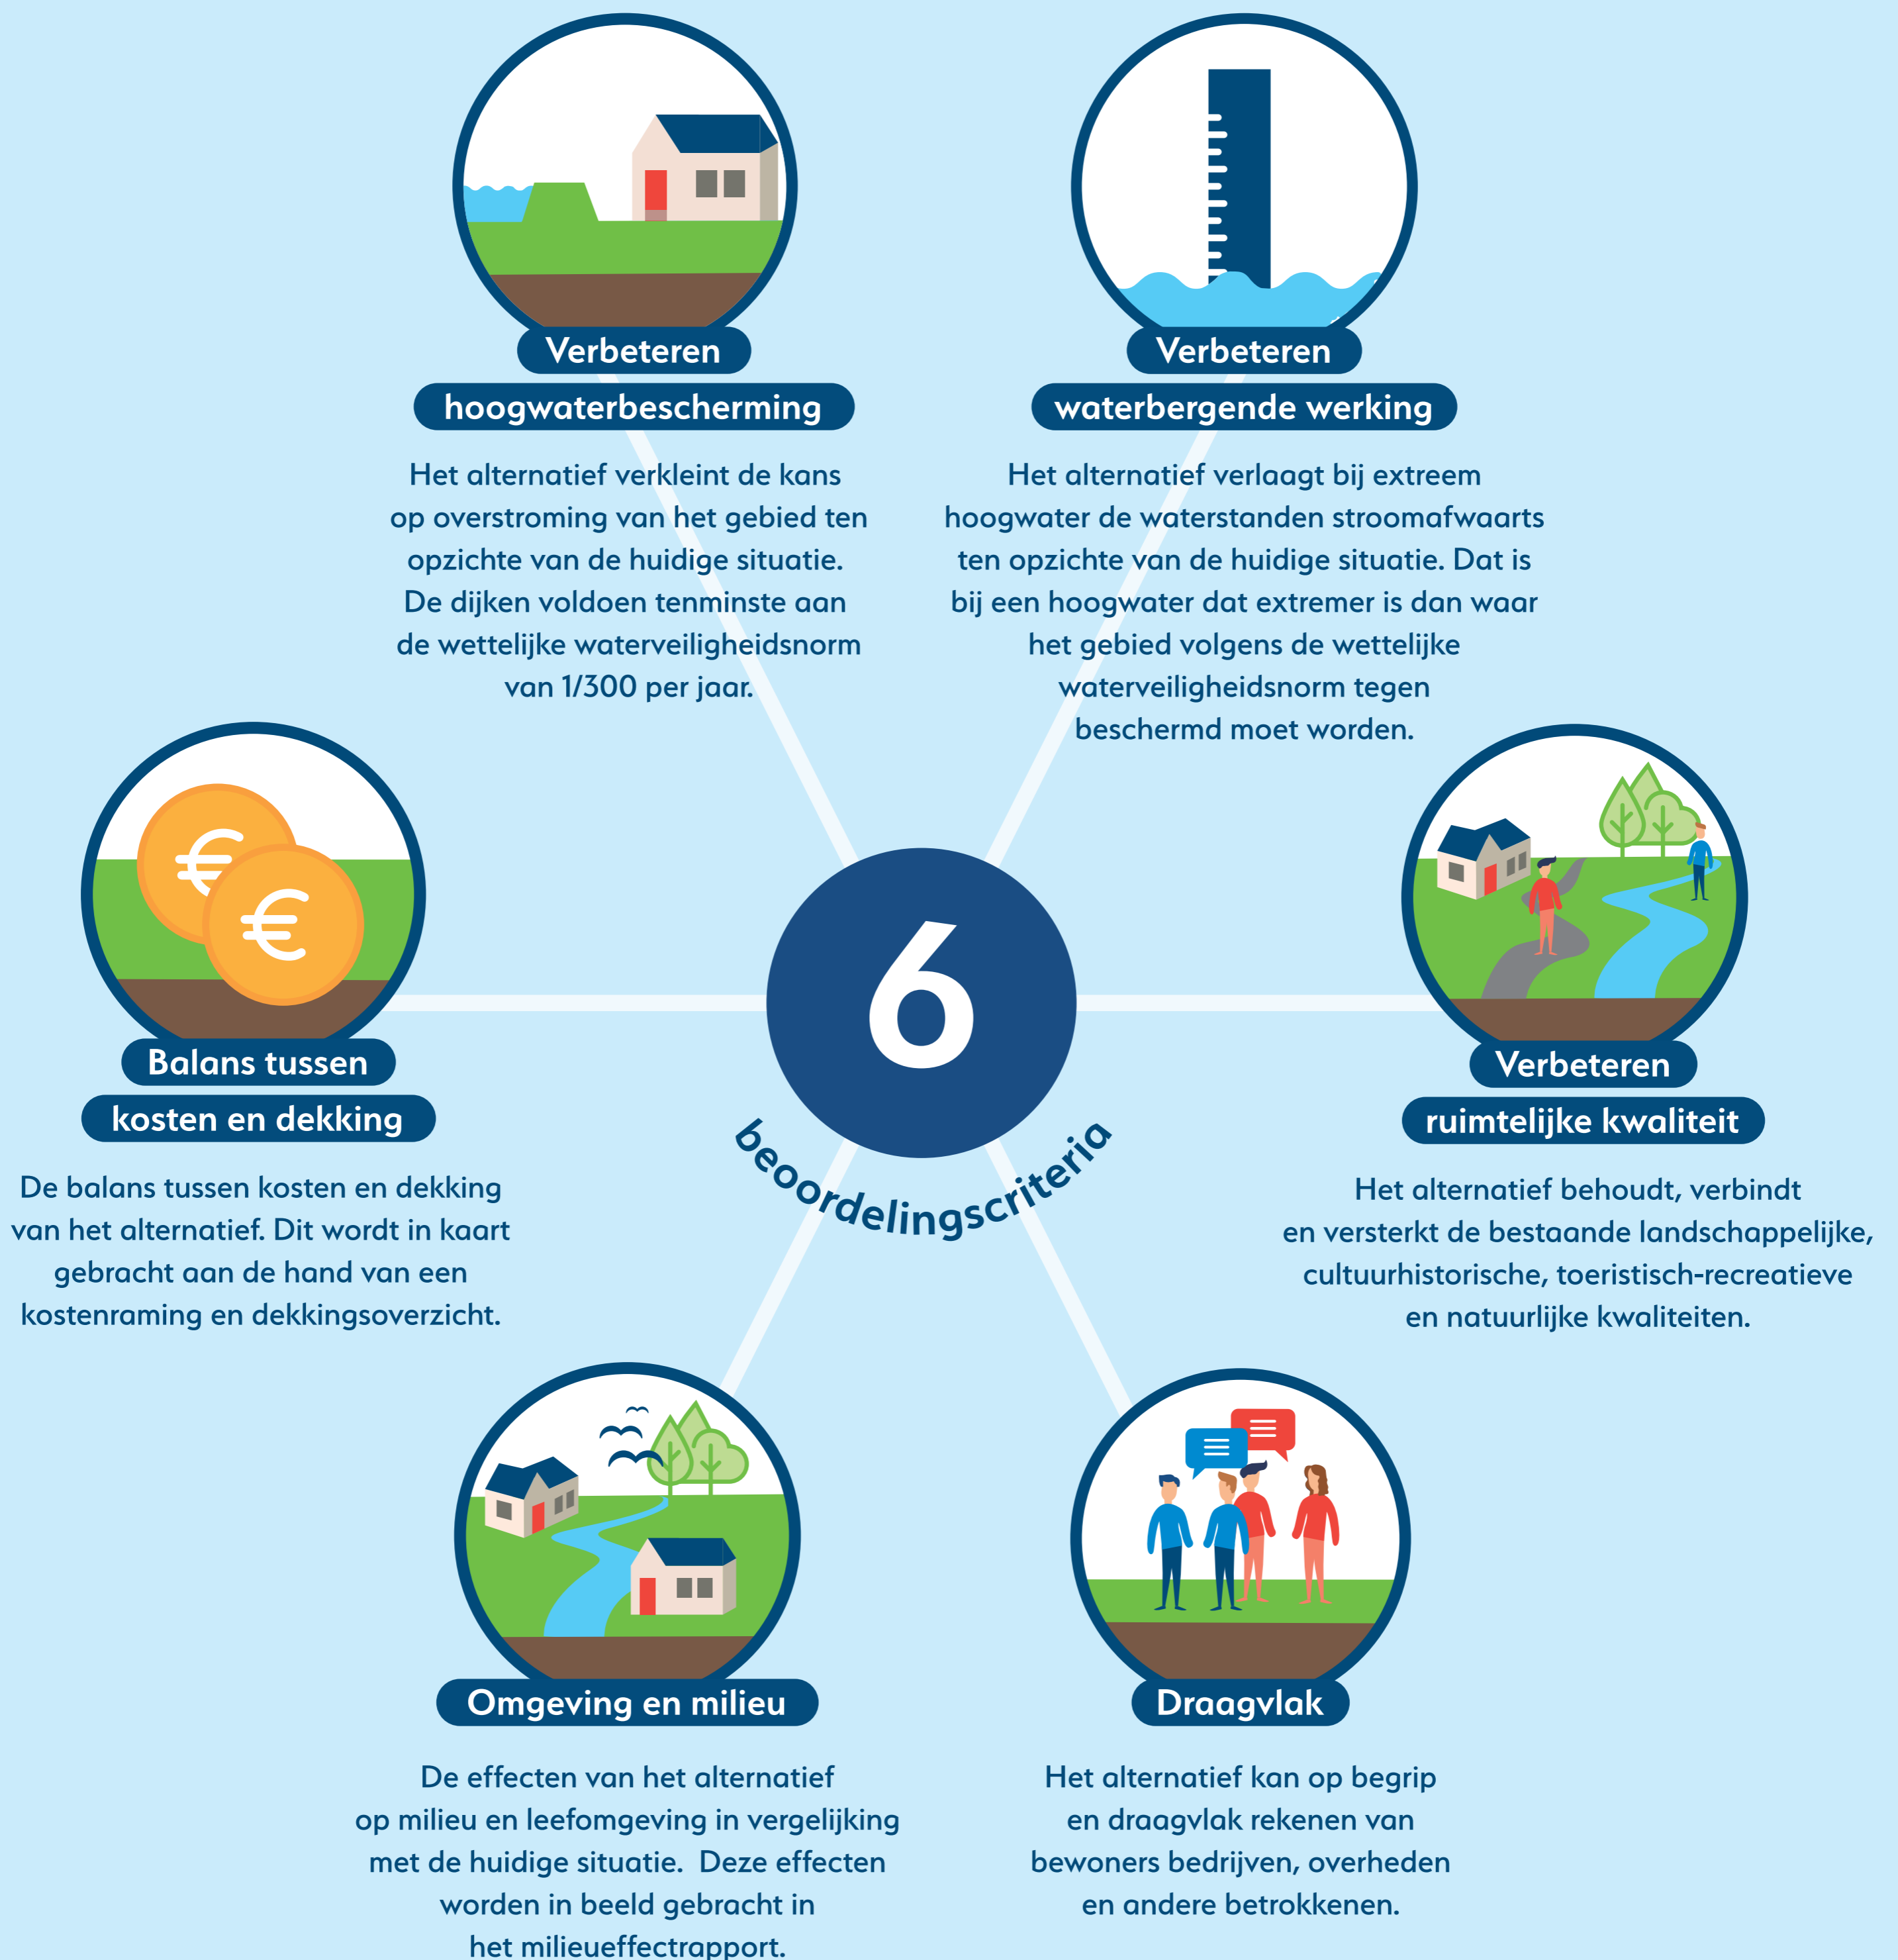 Verbeteren
hoogwaterbescherming
Het alternatief verkleint de kans
op overstroming van het gebied ten
opzichte van de huidige situatie.
De dijken voldoen tenminste aan
de wettelijke waterveiligheidsnorm
van 1/300 per jaar.
Verbeteren
waterbergende werking
Het alternatief verlaagt bij extreem
hoogwater de waterstanden stroomafwaarts
ten opzichte van de huidige situatie. Dat is
bij een hoogwater dat extremer is dan waar
het gebied volgens de wettelijke
waterveiligheidsnorm tegen
beschermd moet worden.
€
€
Balans tussen
kosten en dekking
De balans tussen kosten en dekking
van het alternatief. Dit wordt in kaart
gebracht aan de hand van een
kostenraming en dekkingsoverzicht.
6
beoordelingscriteria
Verbeteren
ruimtelijke kwaliteit
Het alternatief behoudt, verbindt
en versterkt de bestaande landschappelijke,
cultuurhistorische, toeristisch-recreatieve
en natuurlijke kwaliteiten.
Omgeving en milieu
De effecten van het alternatief
op milieu en leefomgeving in vergelijking
met de huidige situatie. Deze effecten
worden in beeld gebracht in
het milieueffectrapport.
Draagvlak
Het alternatief kan op begrip
en draagvlak rekenen van
bewoners bedrijven, overheden
en andere betrokkenen.